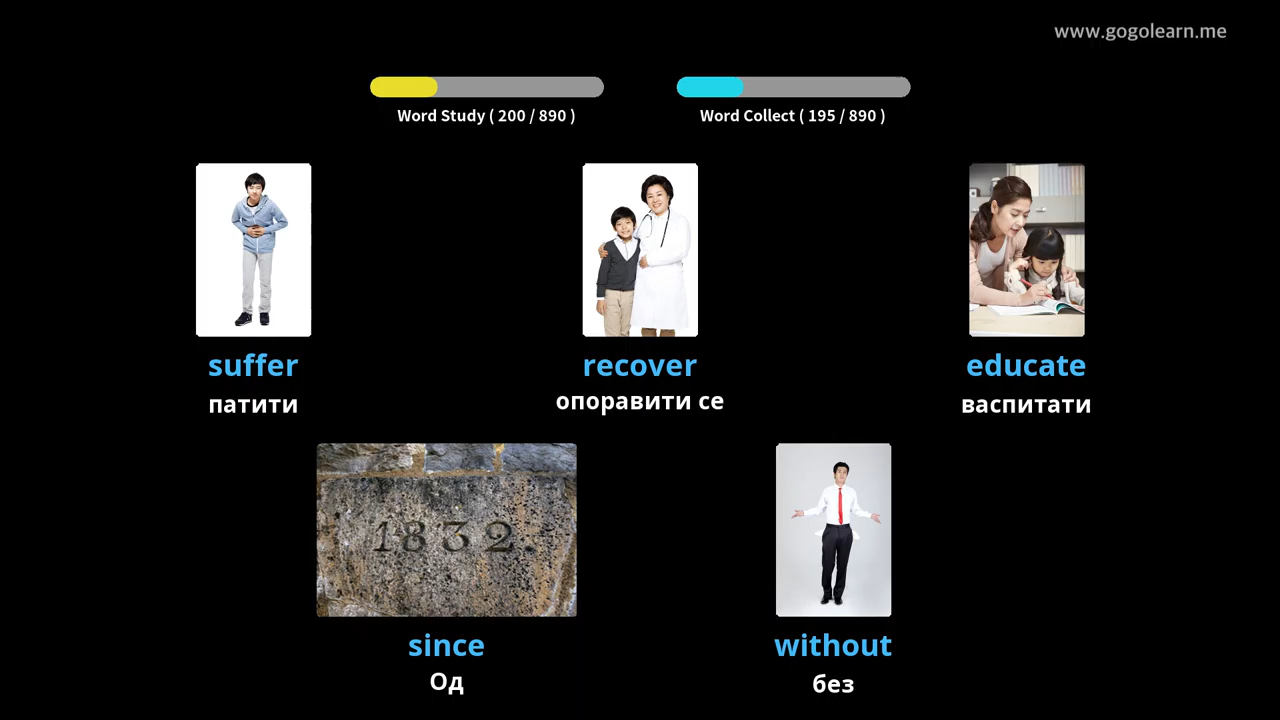 www.gogolearn.me
Word Study ( 200 / 890 )
Word Collect ( 195 / 890 )
suffer
патити
recover
опоравити се
educate
васпитати
1832.
since
Од
without
без